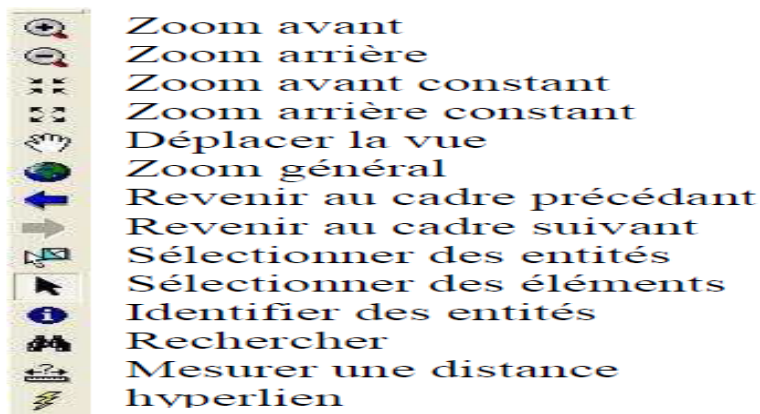 Zoom avant
Zoom arrière
Zoom avant constant
Zoom arrière constant
Déplacer la vue
Zoom général
Revenir au cadre précédant
Revenir au cadre suivant
Sélectionner des entités
Sélectionner des éléments
Identifier des entités
Rechercher
Mesurer une distance
hyperlien